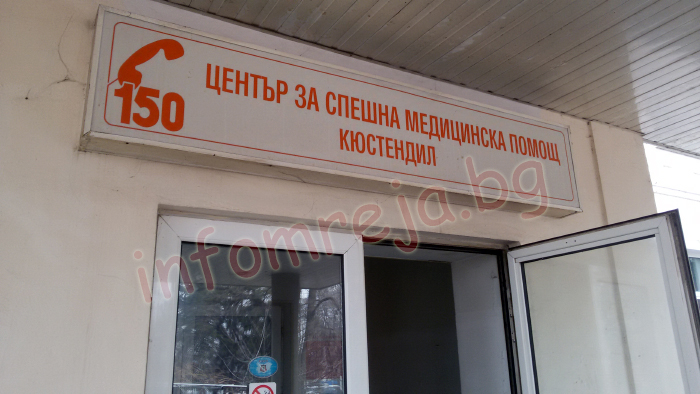 150
ЦЕНТЪР ЗА СПЕШНА МЕДИЦИНСКА ПОМОЩ
КЮСТЕНДИЛ
infomreja.bg